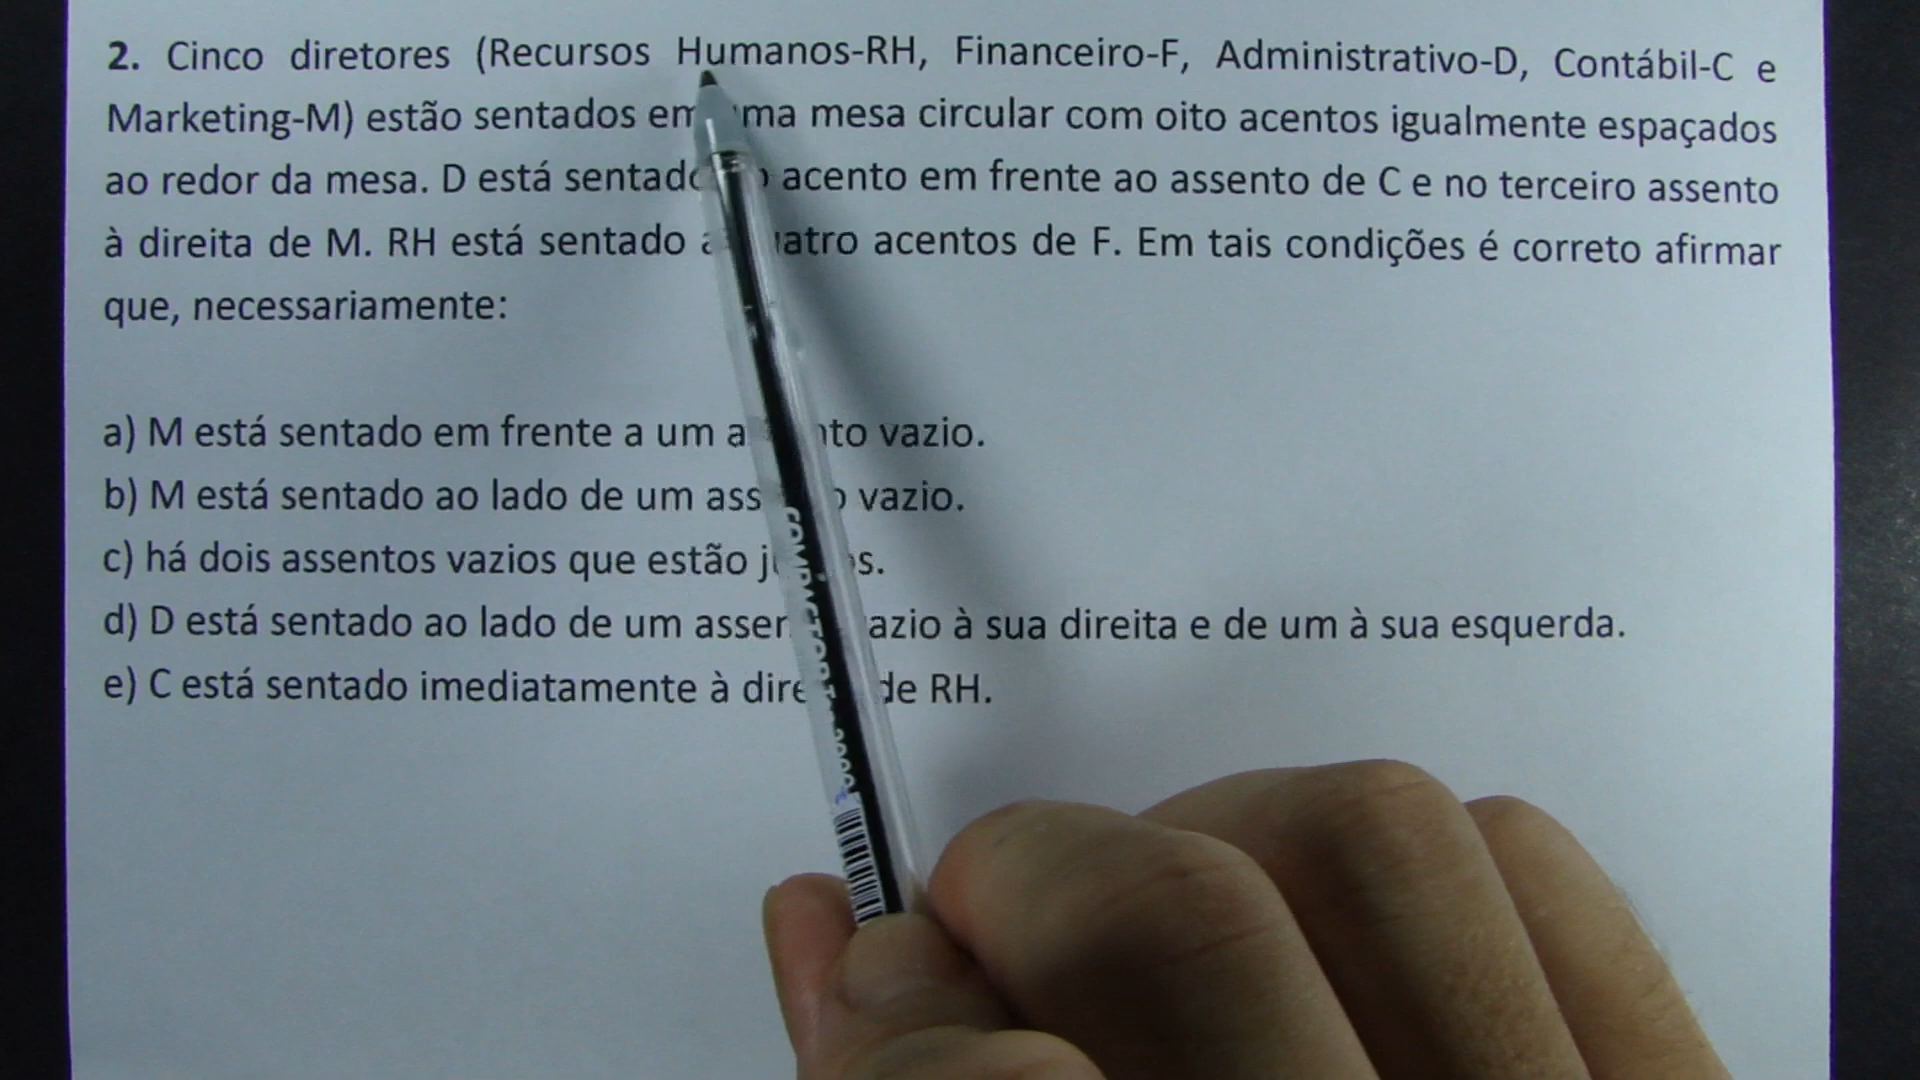 2. Cinco diretores (Recursos Humanos-RH, Financeiro-F, Administrativo-D, Contábil-C e
Marketing-M) estão sentados em ma mesa circular com oito acentos igualmente espaçados
ao redor da mesa. D está sentado acento em frente ao assento de C e no terceiro assento
à direita de M. RH está sentado a atro acentos de F. Em tais condições é correto afirmar
que, necessariamente:
a) M está sentado em frente a um a nto vazio.
b) M está sentado ao lado de um ass o vazio.
c) há dois assentos vazios que estão j s.
d) D está sentado ao lado de um assen azio à sua direita e de um à sua esquerda.
e) C está sentado imediatamente à dire de RH.
COMPACTOR